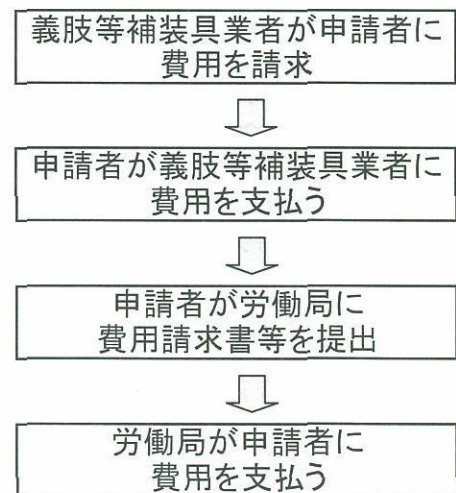 義肢等補装具業者が申請者に
費用を請求
申請者が義肢等補装具業者に
費用を支払う
申請者が労働局に
費用請求書等を提出
労働局が申請者に
費用を支払う